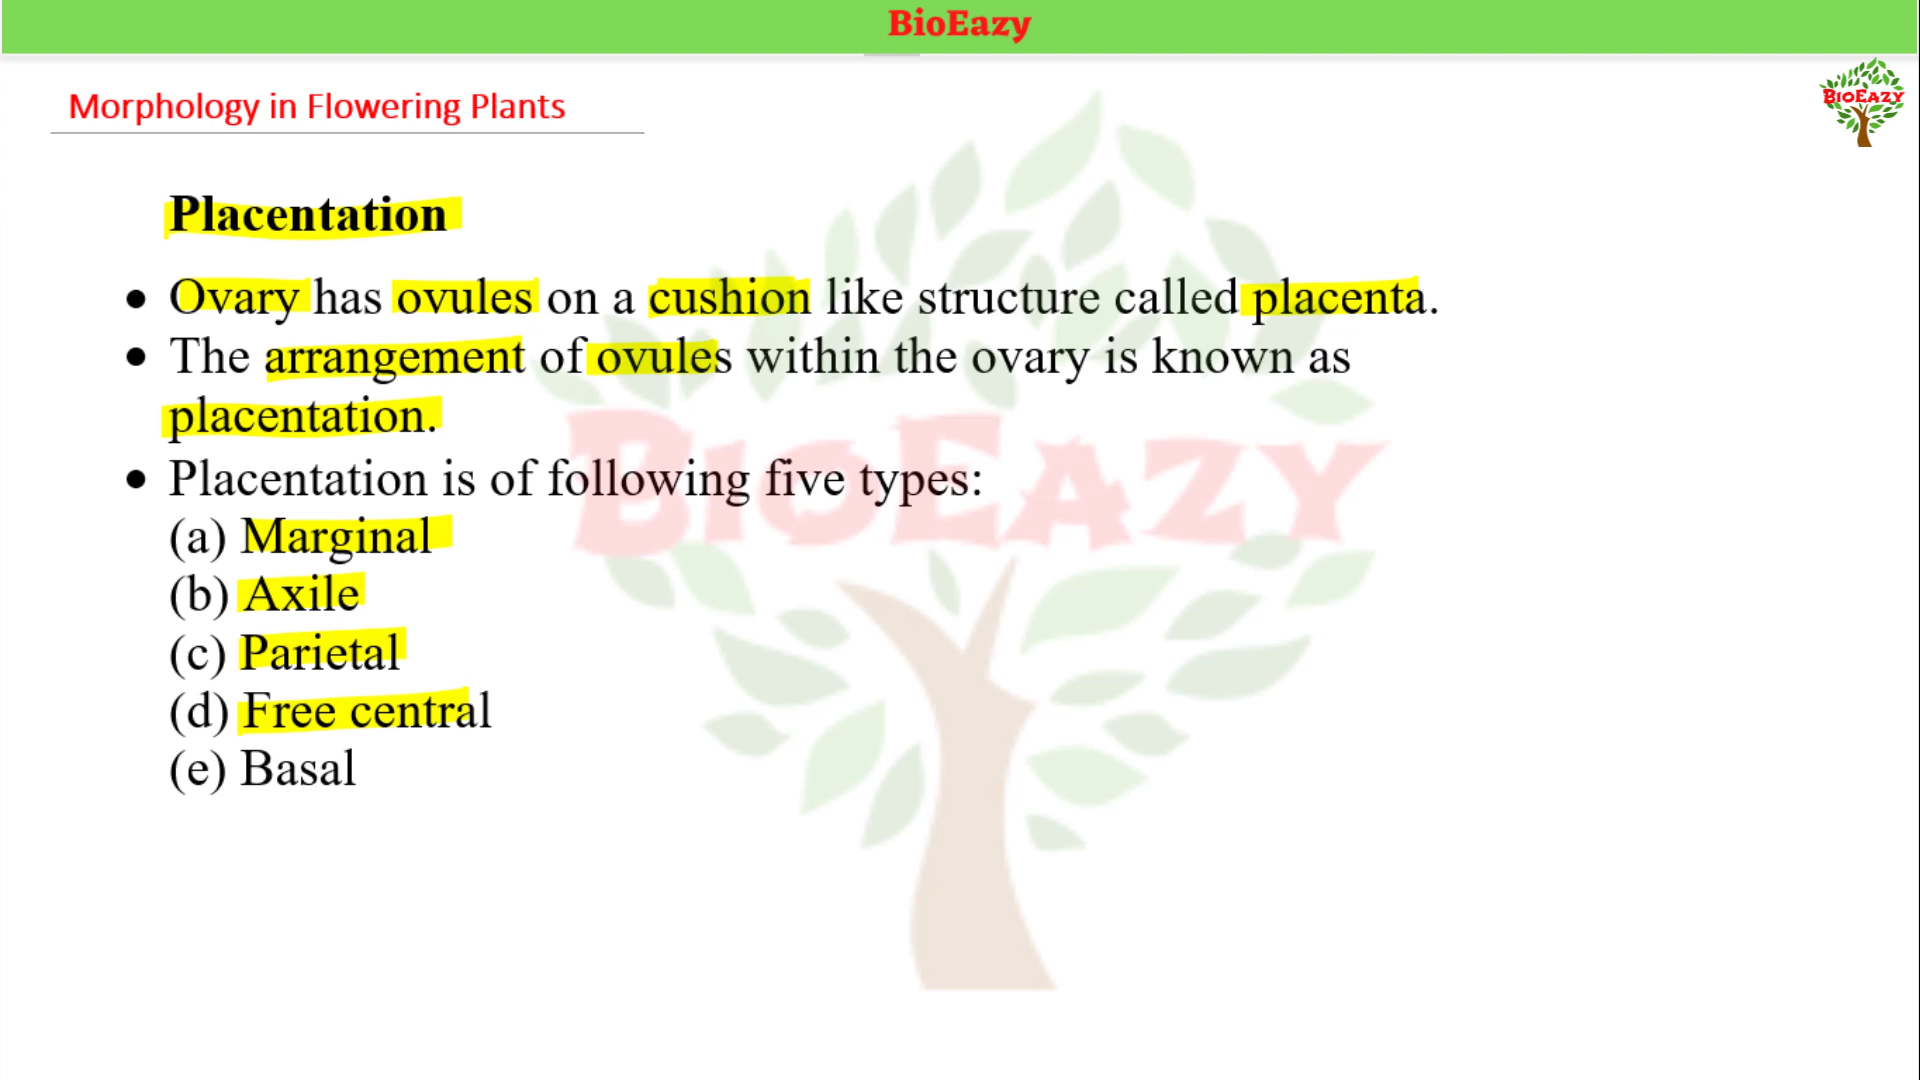 BioEazy
Morphology in Flowering Plants
BIOEAZY
Placentation
• Ovary has ovules on a cushion like structure called placenta.
• The arrangement of ovules within the ovary is known as
placentation.
• Placentation is of following five types:
(a) Marginal
(b) Axile
(c) Parietal
(d) Free central
(e) Basal
BIOEAZY